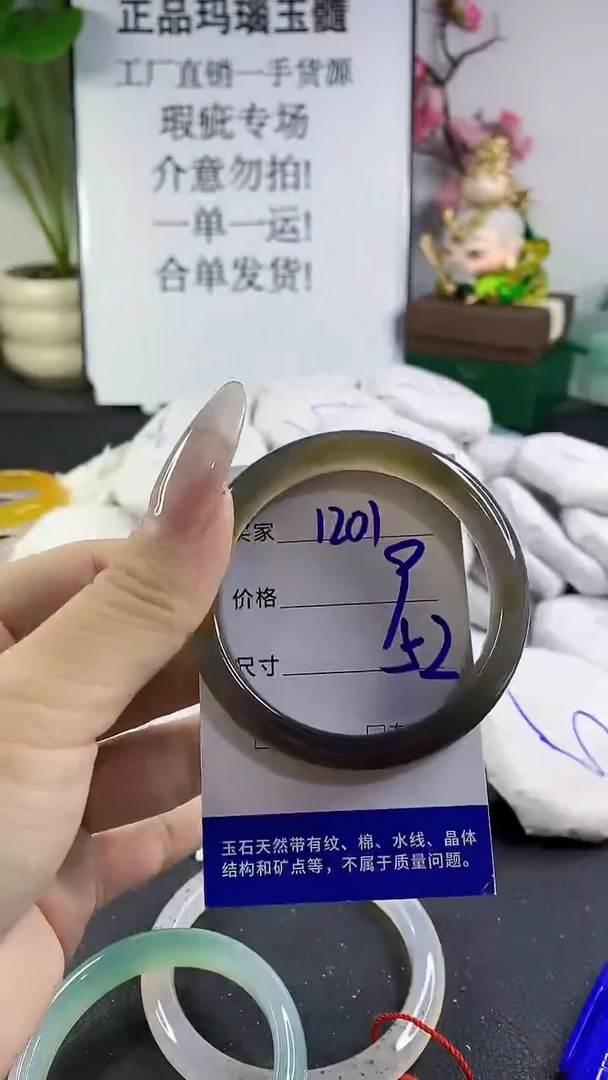 正品玛瑙玉髓
工厂直销一手货源
瑕疵专场
介意勿拍!
一单一运!
合单发货!
买家 1201
价格
尺寸 52
玉石天然带有纹、棉、水线、晶体
结构和矿点等，不属于质量问题。